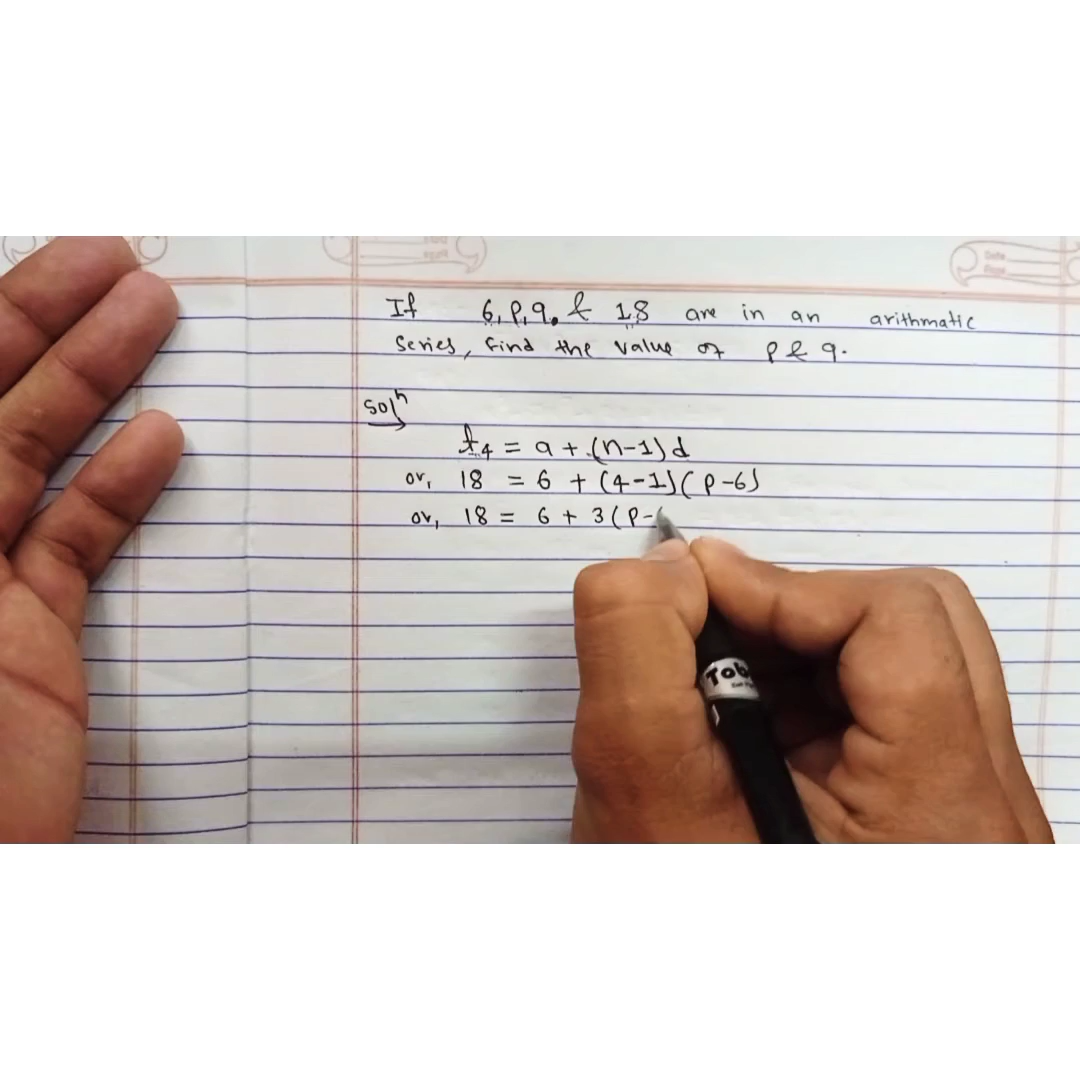 If 6, p, q, & 18 are in an arithmatic
series, find the value of p & q.
Solⁿ
t₄ = a + (n-1)d
or, 18 = 6 + (4-1)(p-6)
or, 18 = 6 + 3(p-